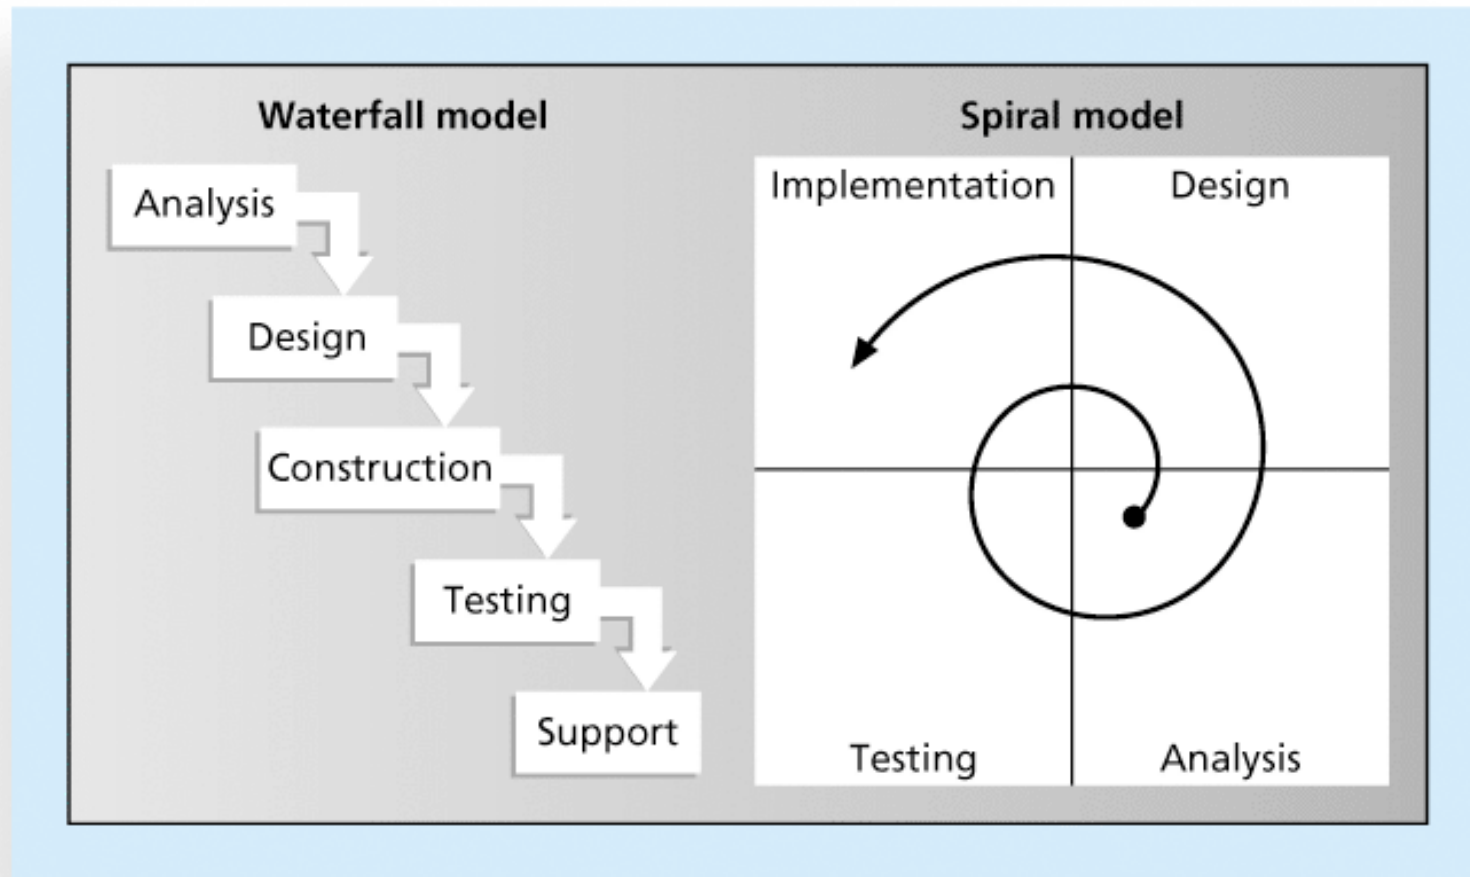 Waterfall model
Analysis
Design
Construction
Testing
Support
Spiral model
Implementation
Design
Testing
Analysis